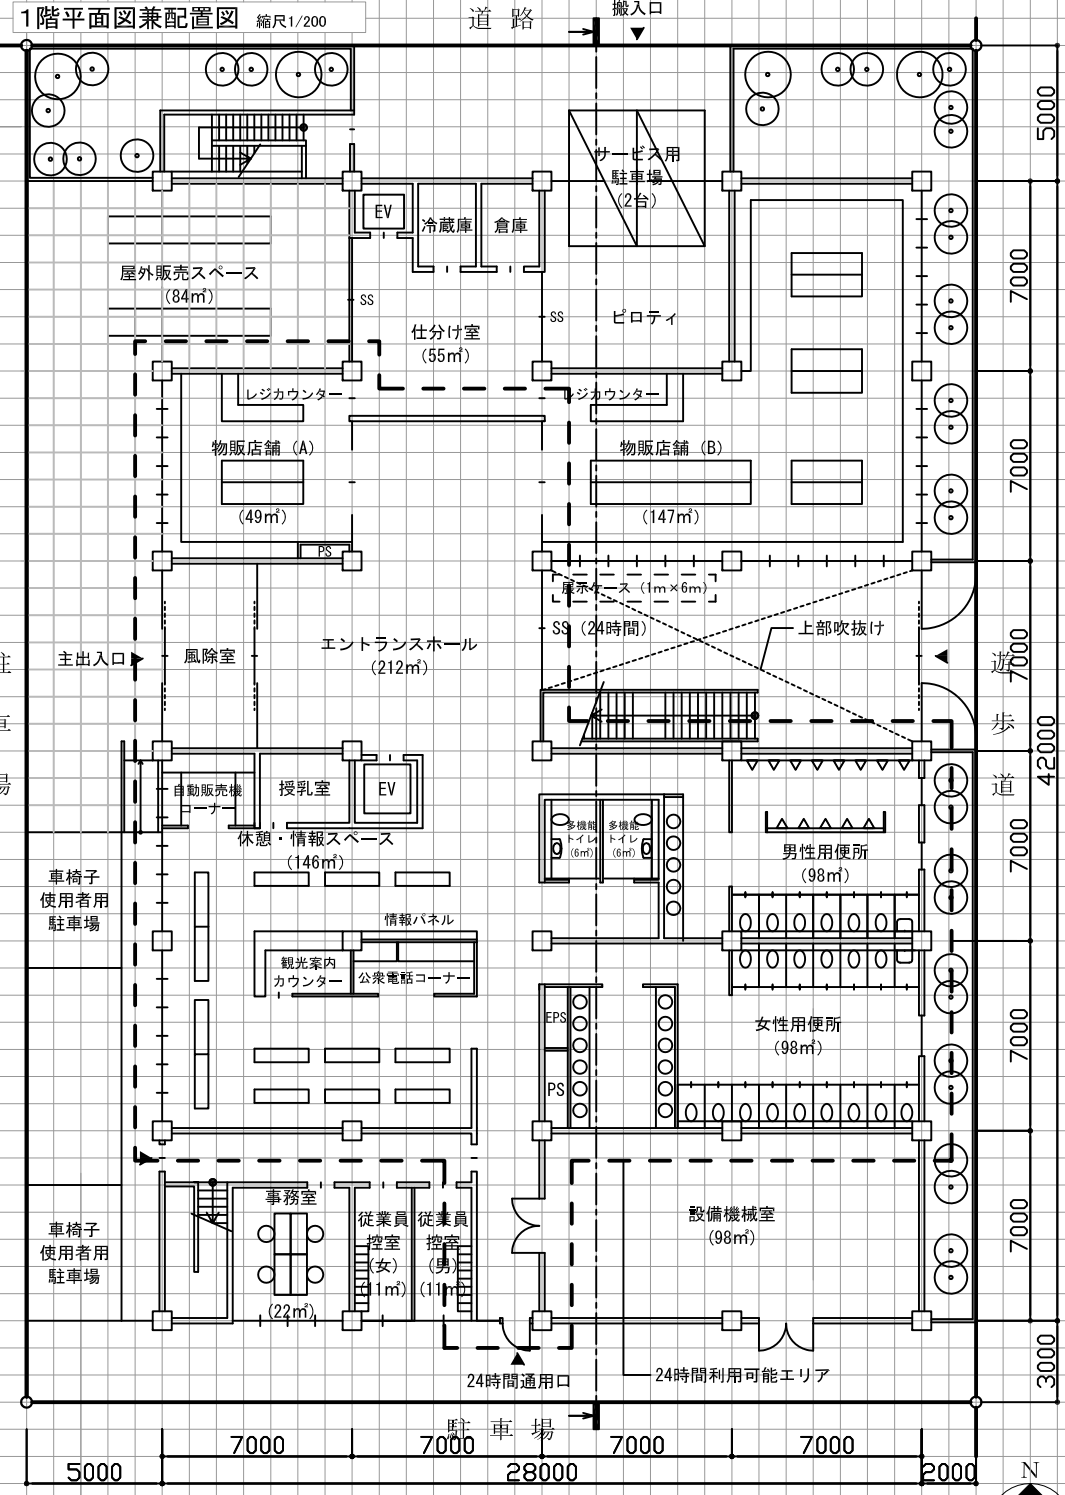 1階平面図兼配置図 縮尺1/200
道路
搬入口
5000
サービス用
駐車場
(2台)
EV
冷蔵庫
倉庫
屋外販売スペース
(84㎡)
SS
SS
ピロティ
仕分け室
(55㎡)
7000
レジカウンター
レジカウンター
物販店舗 (A)
物販店舗 (B)
(49㎡)
(147㎡)
7000
PS
展示ケース (1m×6m)
SS (24時間)
上部吹抜け
エントランスホール
(212㎡)
主出入口
風除室
7000
駐車場
遊歩道
42000
自動販売機
コーナー
授乳室
EV
休憩・情報スペース
(146㎡)
多機能
トイレ
(6㎡)
多機能
トイレ
(6㎡)
男性用便所
(98㎡)
7000
車椅子
使用者用
駐車場
情報パネル
観光案内
カウンター
公衆電話コーナー
EPS
女性用便所
(98㎡)
7000
PS
車椅子
使用者用
駐車場
事務室
(22㎡)
従業員
控室
(女)
(11㎡)
従業員
控室
(男)
(11㎡)
設備機械室
(98㎡)
7000
24時間通用口
24時間利用可能エリア
3000
駐車場
7000
7000
7000
7000
5000
28000
2000
N